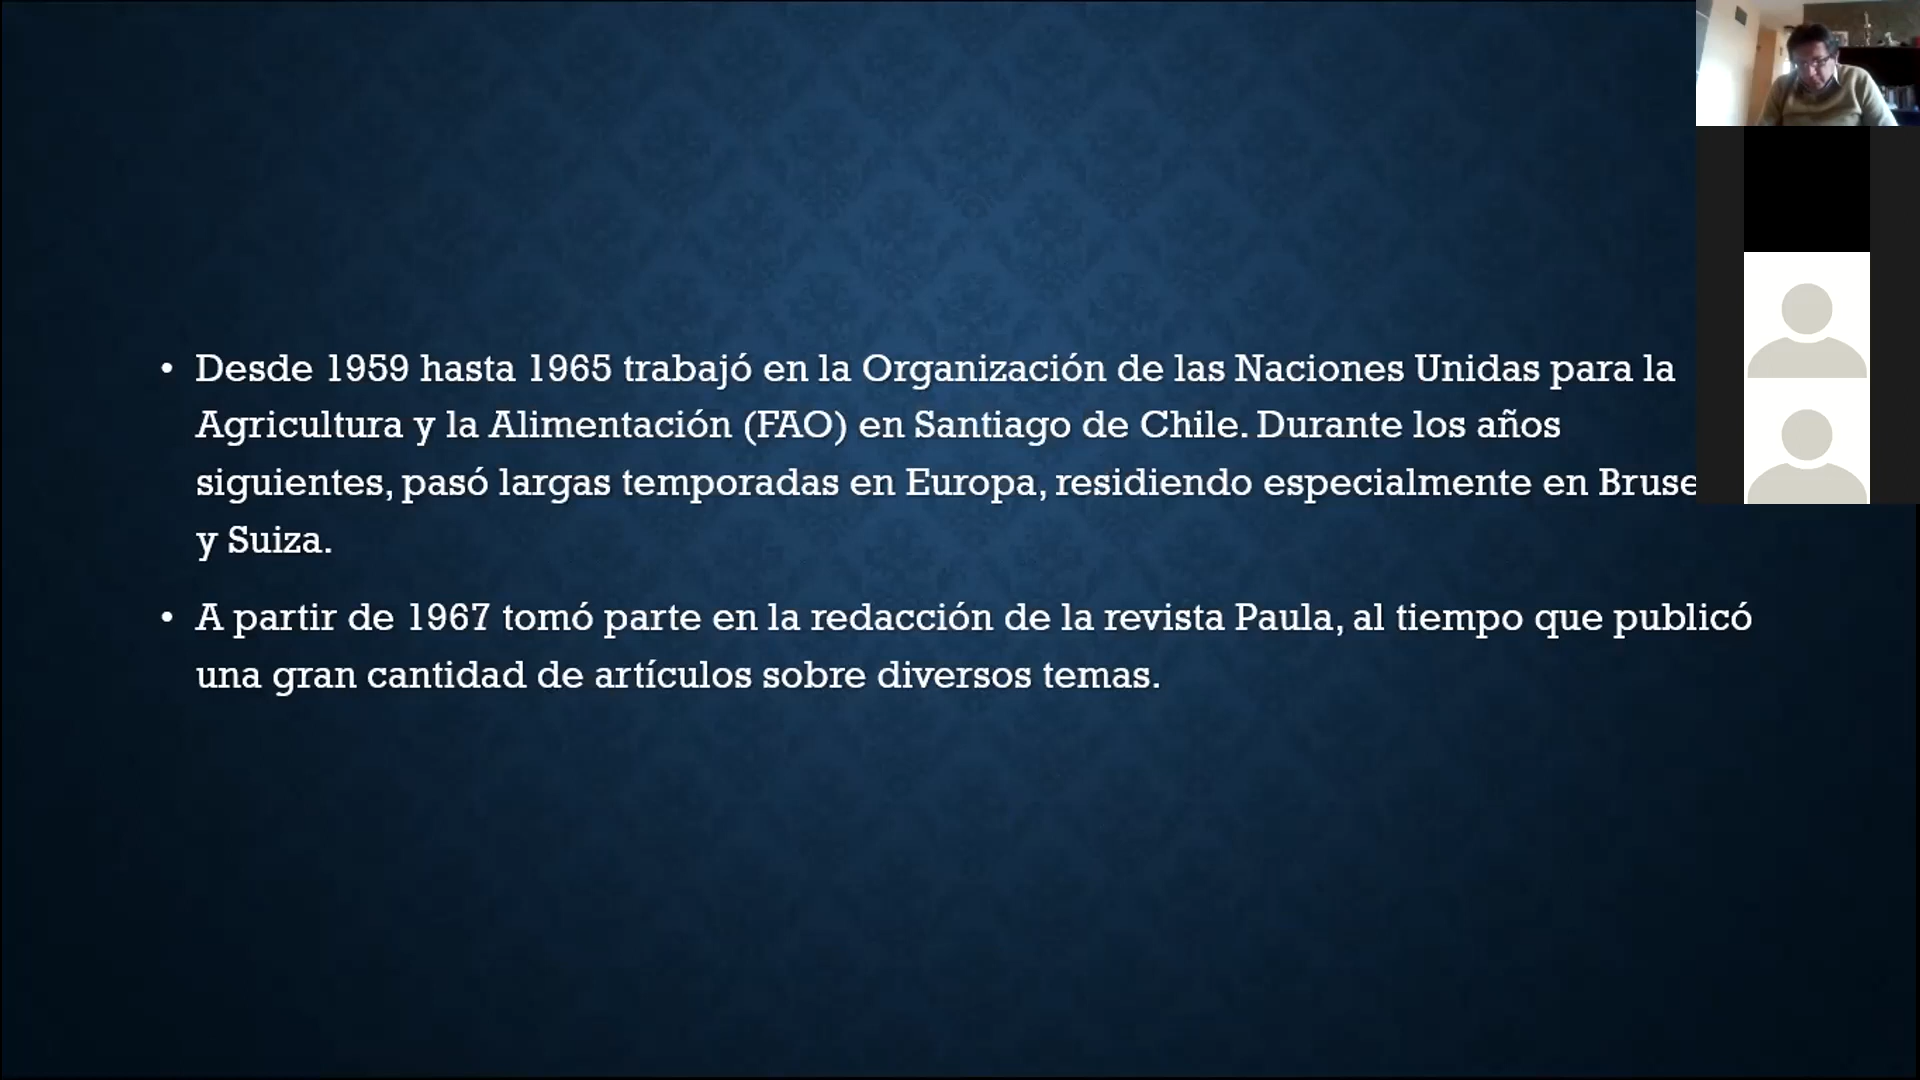 • Desde 1959 hasta 1965 trabajó en la Organización de las Naciones Unidas para la
Agricultura y la Alimentación (FAO) en Santiago de Chile. Durante los años
siguientes, pasó largas temporadas en Europa, residiendo especialmente en
y Suiza.
• A partir de 1967 tomó parte en la redacción de la revista Paula, al tiempo que publicó
una gran cantidad de artículos sobre diversos temas.